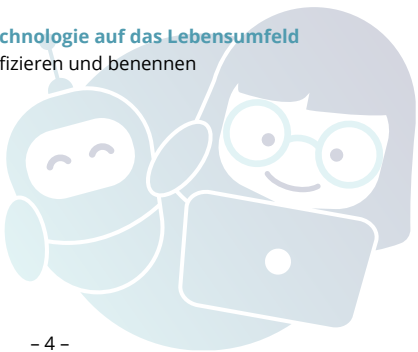 chnologie auf das Lebensumfeld
fizieren und benennen
– 4 –